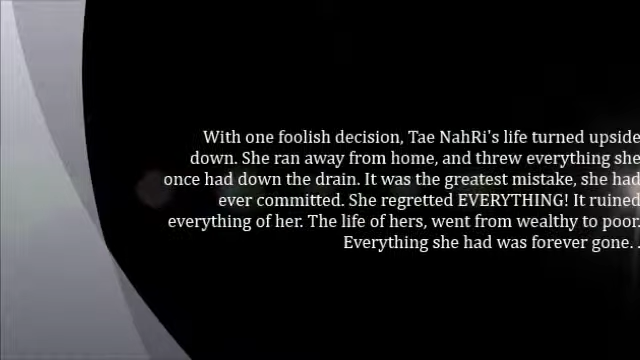 With one foolish decision, Tae NahRi's life turned upside
down. She ran away from home, and threw everything she
once had down the drain. It was the greatest mistake, she had
ever committed. She regretted EVERYTHING! It ruined
everything of her. The life of hers, went from wealthy to poor.
Everything she had was forever gone. .